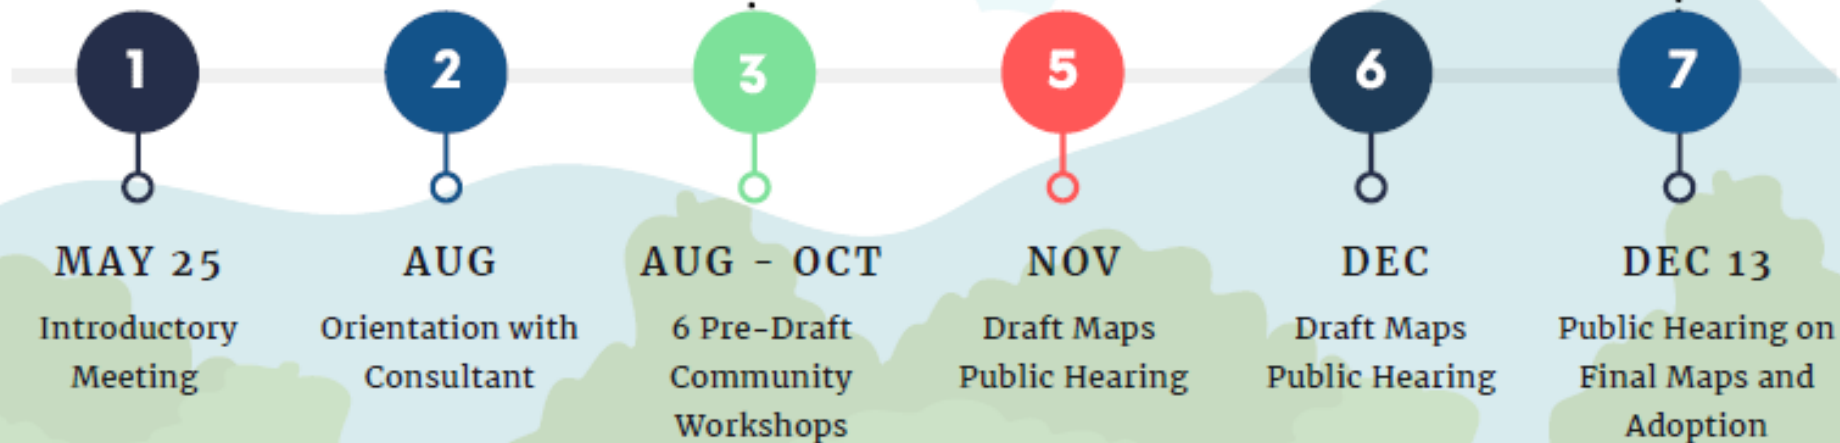 1
2
3
5
6
7
MAY 25
Introductory
Meeting
AUG
Orientation with
Consultant
AUG - OCT
6 Pre-Draft
Community
Workshops
NOV
Draft Maps
Public Hearing
DEC
Draft Maps
Public Hearing
DEC 13
Public Hearing on
Final Maps and
Adoption